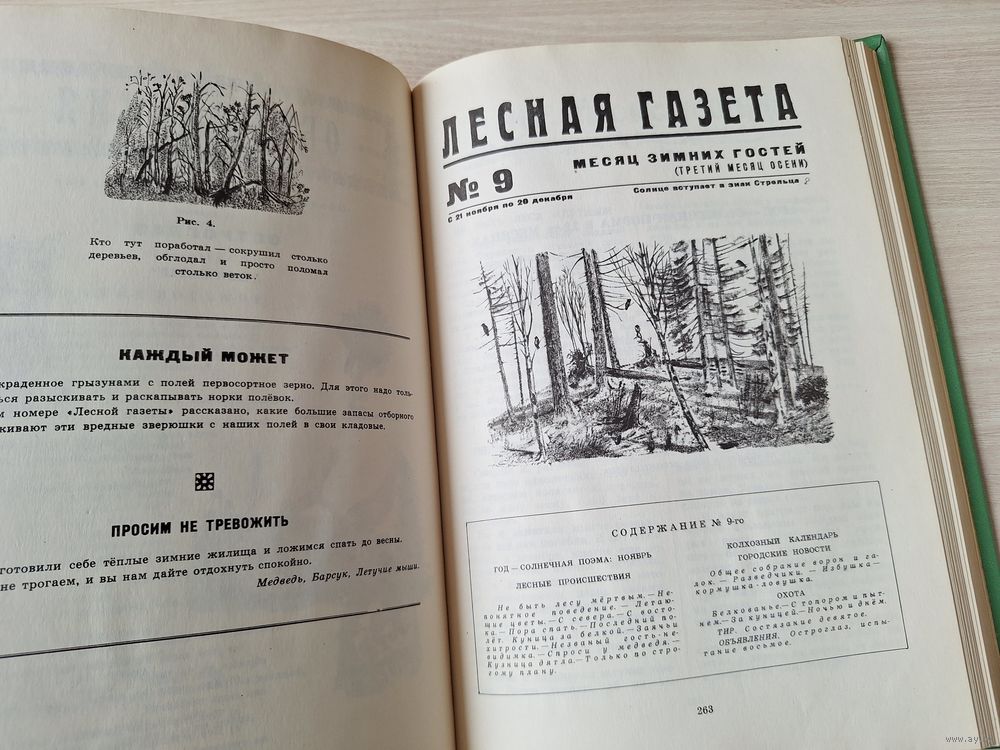 Рис. 4.
Кто тут поработал — сокрушил столько
деревьев, обглодал и просто поломал
столько веток.
КАЖДЫЙ МОЖЕТ
краденное грызунами с полей первосортное зерно. Для этого надо толь-
ься разыскивать и раскапывать норки полёвок.
м номере «Лесной газеты» рассказано, какие большие запасы отборного
кивают эти вредные зверюшки с наших полей в свои кладовые.
ПРОСИМ НЕ ТРЕВОЖИТЬ
готовили себе тёплые зимние жилища и ложимся спать до весны.
не трогаем, и вы нам дайте отдохнуть спокойно.
Медведь, Барсук, Летучие мыши.
ЛЕСНАЯ ГАЗЕТА
№ 9
МЕСЯЦ ЗИМНИХ ГОСТЕЙ
(ТРЕТИЙ МЕСЯЦ ОСЕНИ)
С 21 ноября по 20 декабря
Солнце вступает в знак Стрельца
СОДЕРЖАНИЕ № 9-го
ГОД — СОЛНЕЧНАЯ ПОЭМА: НОЯБРЬ
ЛЕСНЫЕ ПРОИСШЕСТВИЯ
Не быть лесу мёртвым. — Не-
понятное поведение. — Летаю-
щие цветы. — С севера. — С восто-
ка. — Пора спать. — Последний по-
лёт. Куница за белкой. — Заячьи
хитрости. — Незваный гость-не-
видимка. — Спроси у медведя. —
Кузница дятла. — Только по стро-
гому плану.
КОЛХОЗНЫЙ КАЛЕНДАРЬ
ГОРОДСКИЕ НОВОСТИ
Общее собрание ворон и га-
лок. — Разведчики. — Избушка —
кормушка-ловушка.
ОХОТА
Белкованье. — С топором и пыт-
нём. — За куницей. — Ночью и днём.
ТИР. Состязание девятое.
ОБЪЯВЛЕНИЯ. Остроглаз, испы-
тание восьмое.
263